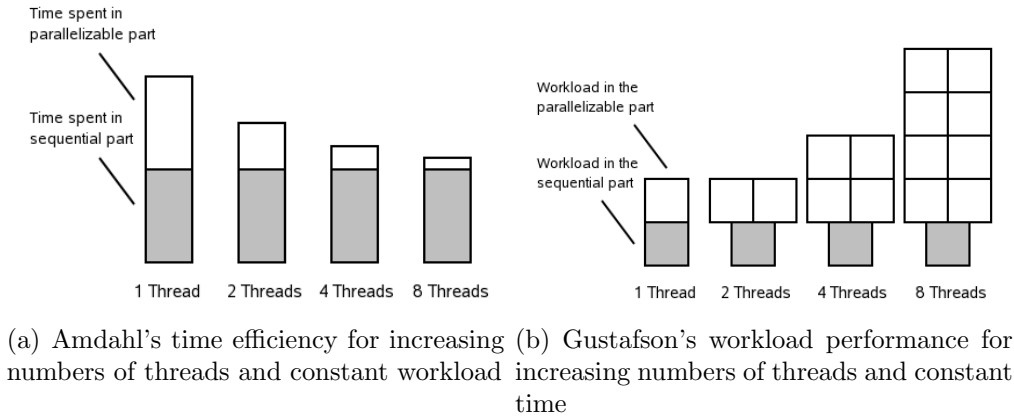 Time spent in
parallelizable part
Time spent in
sequential part
1 Thread
2 Threads
4 Threads
8 Threads
(a) Amdahl's time efficiency for increasing
numbers of threads and constant workload
Workload in the
parallelizable part
Workload in the
sequential part
1 Thread
2 Threads
4 Threads
8 Threads
(b) Gustafson's workload performance for
increasing numbers of threads and constant
time